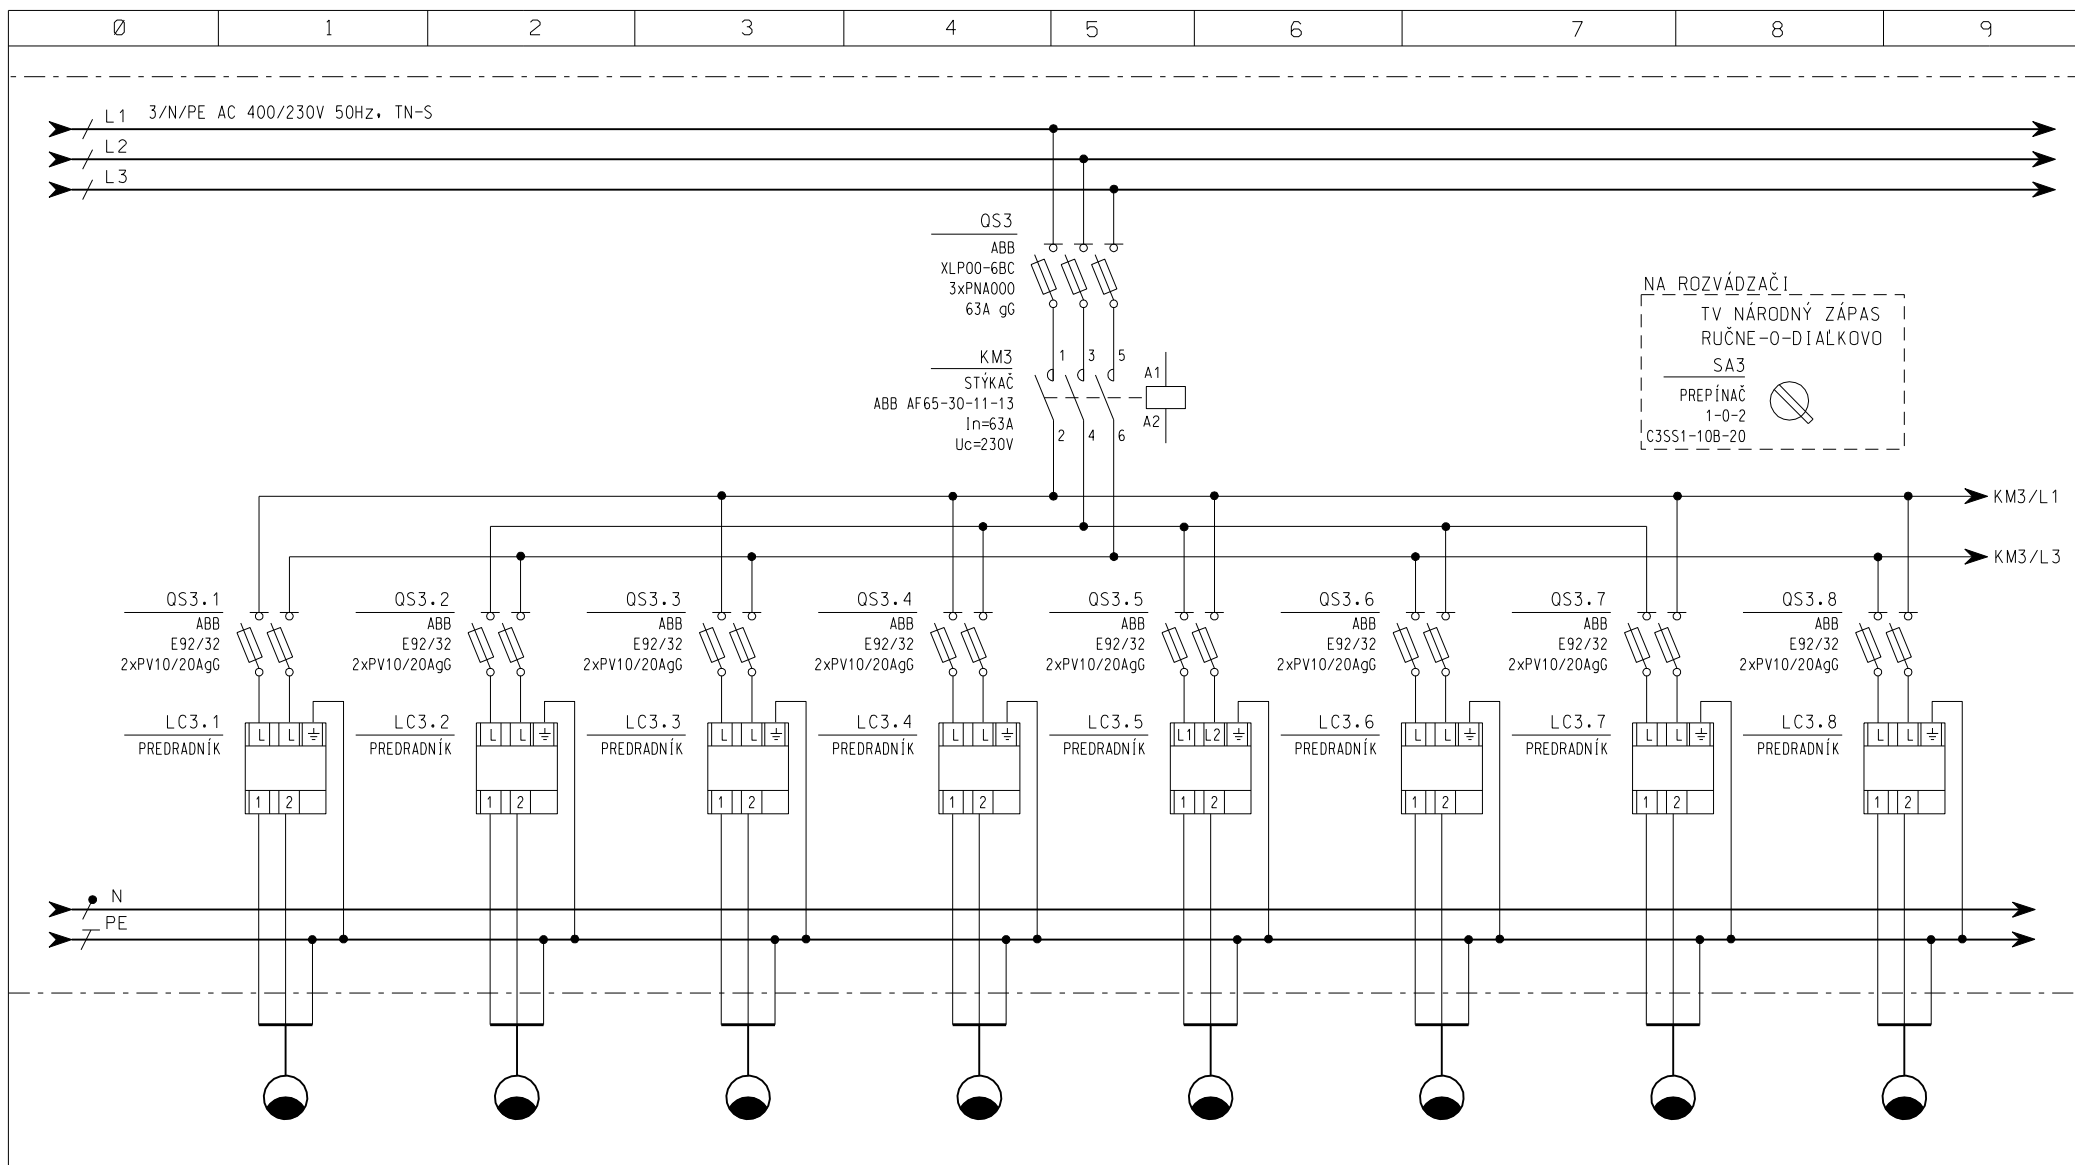 Ø 1 2 3 4 5 6 7 8 9
L1 3/N/PE AC 400/230V 50Hz, TN-S
L2
L3
QS3
ABB
XLP00-6BC
3xPNA000
63A gG
NA ROZVÁDZAČI
TV NÁRODNÝ ZÁPAS
RUČNE-O-DIAĽKOVO
SA3
PREPÍNAČ
1-0-2
C3SS1-10B-20
KM3
STÝKAČ
ABB AF65-30-11-13
In=63A
Uc=230V
1 3 5
A1
A2
2 4 6
KM3/L1
KM3/L3
QS3.1
ABB
E92/32
2xPV10/20AgG
QS3.2
ABB
E92/32
2xPV10/20AgG
QS3.3
ABB
E92/32
2xPV10/20AgG
QS3.4
ABB
E92/32
2xPV10/20AgG
QS3.5
ABB
E92/32
2xPV10/20AgG
QS3.6
ABB
E92/32
2xPV10/20AgG
QS3.7
ABB
E92/32
2xPV10/20AgG
QS3.8
ABB
E92/32
2xPV10/20AgG
LC3.1
PREDRADNÍK
L L
1 2
LC3.2
PREDRADNÍK
L L
1 2
LC3.3
PREDRADNÍK
L L
1 2
LC3.4
PREDRADNÍK
L L
1 2
LC3.5
PREDRADNÍK
L1 L2
1 2
LC3.6
PREDRADNÍK
L L
1 2
LC3.7
PREDRADNÍK
L L
1 2
LC3.8
PREDRADNÍK
L L
1 2
N
PE